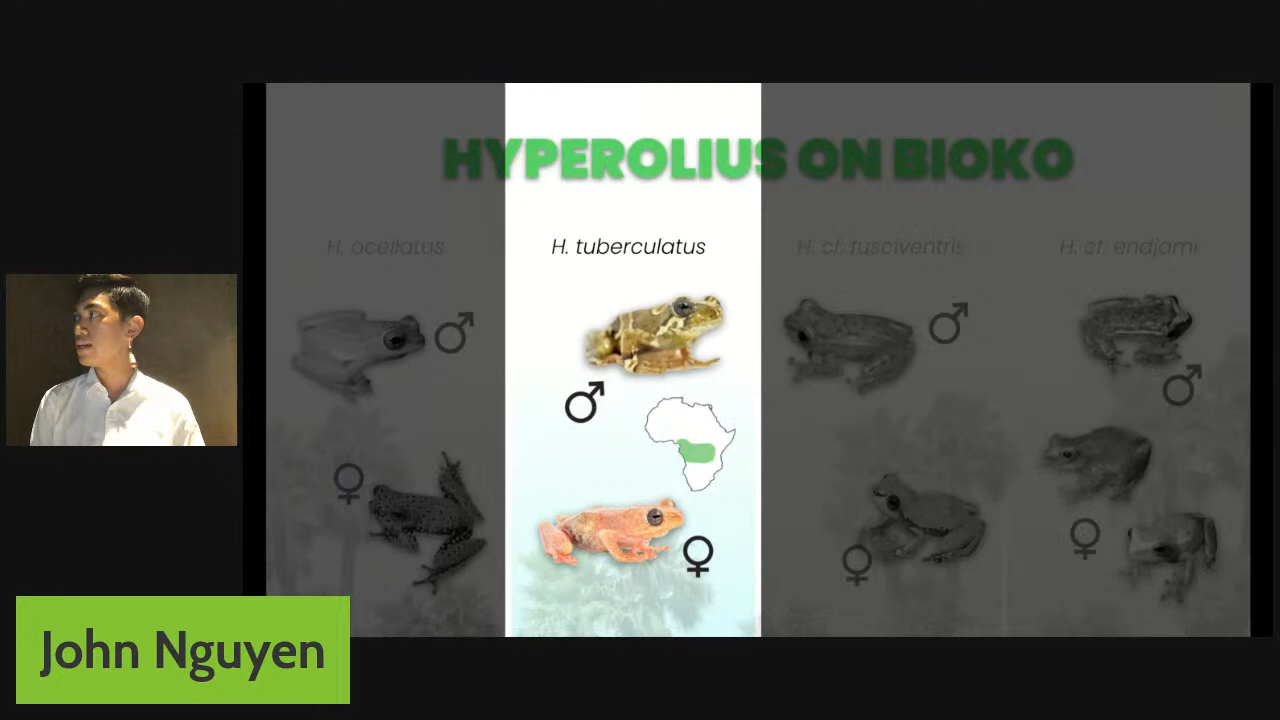 HYPEROLIUS ON BIOKO
H. ocellatus
H. tuberculatus
H. cf. fusciventris
H. cf. endjami
♂
♂
♂
♂
♀
♀
♀
♀
John Nguyen